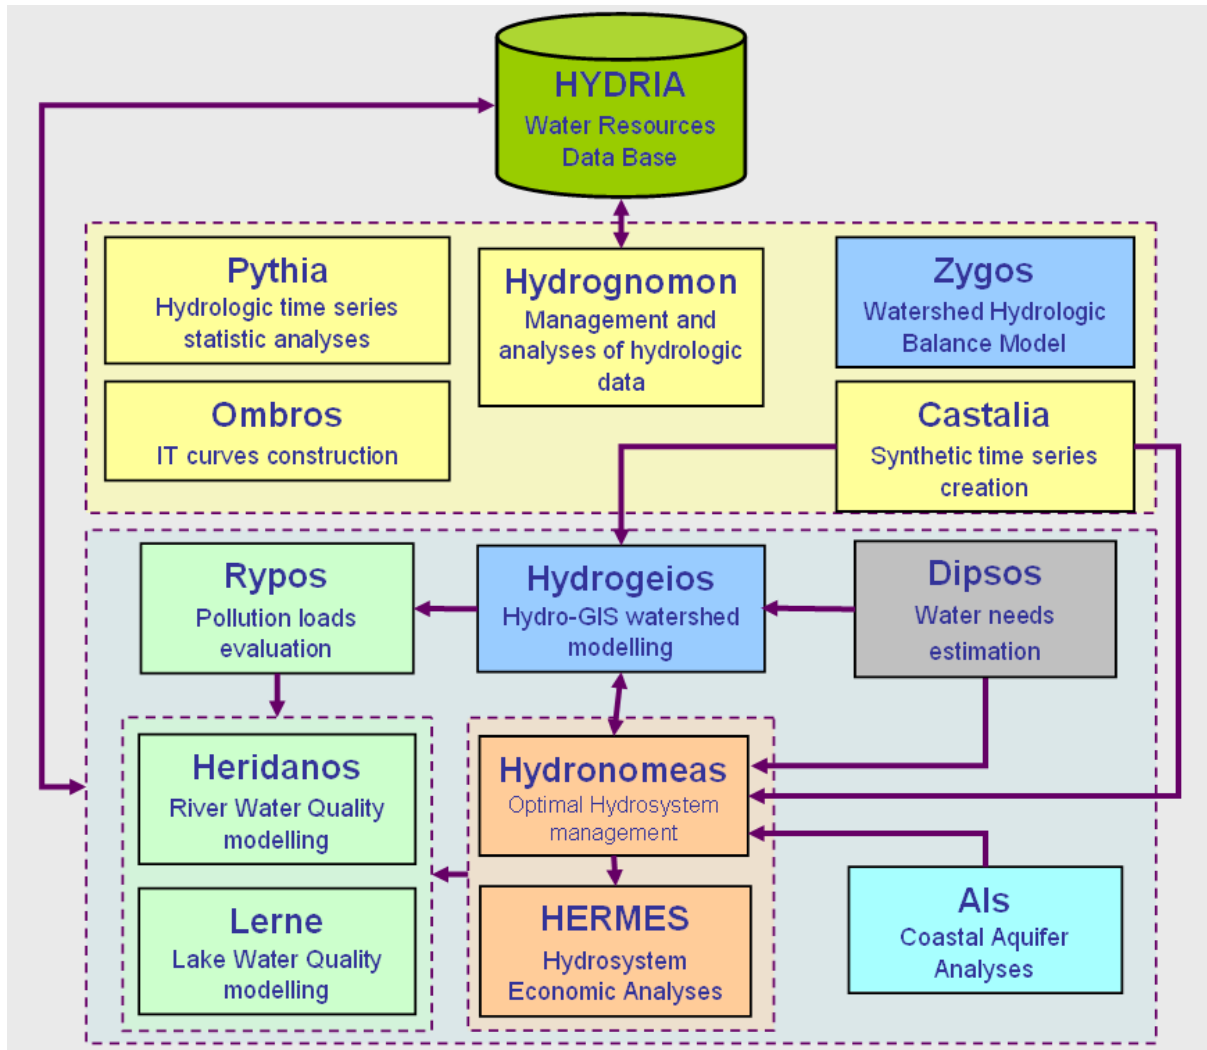 HYDRIA
Water Resources
Data Base
Pythia
Hydrologic time series
statistic analyses
Hydrognomon
Management and
analyses of hydrologic
data
Zygos
Watershed Hydrologic
Balance Model
Ombros
IT curves construction
Castalia
Synthetic time series
creation
Rypos
Pollution loads
evaluation
Hydrogeios
Hydro-GIS watershed
modelling
Dipsos
Water needs
estimation
Heridanos
River Water Quality
modelling
Hydronomeas
Optimal Hydrosystem
management
Lerne
Lake Water Quality
modelling
HERMES
Hydrosystem
Economic Analyses
Als
Coastal Aquifer
Analyses